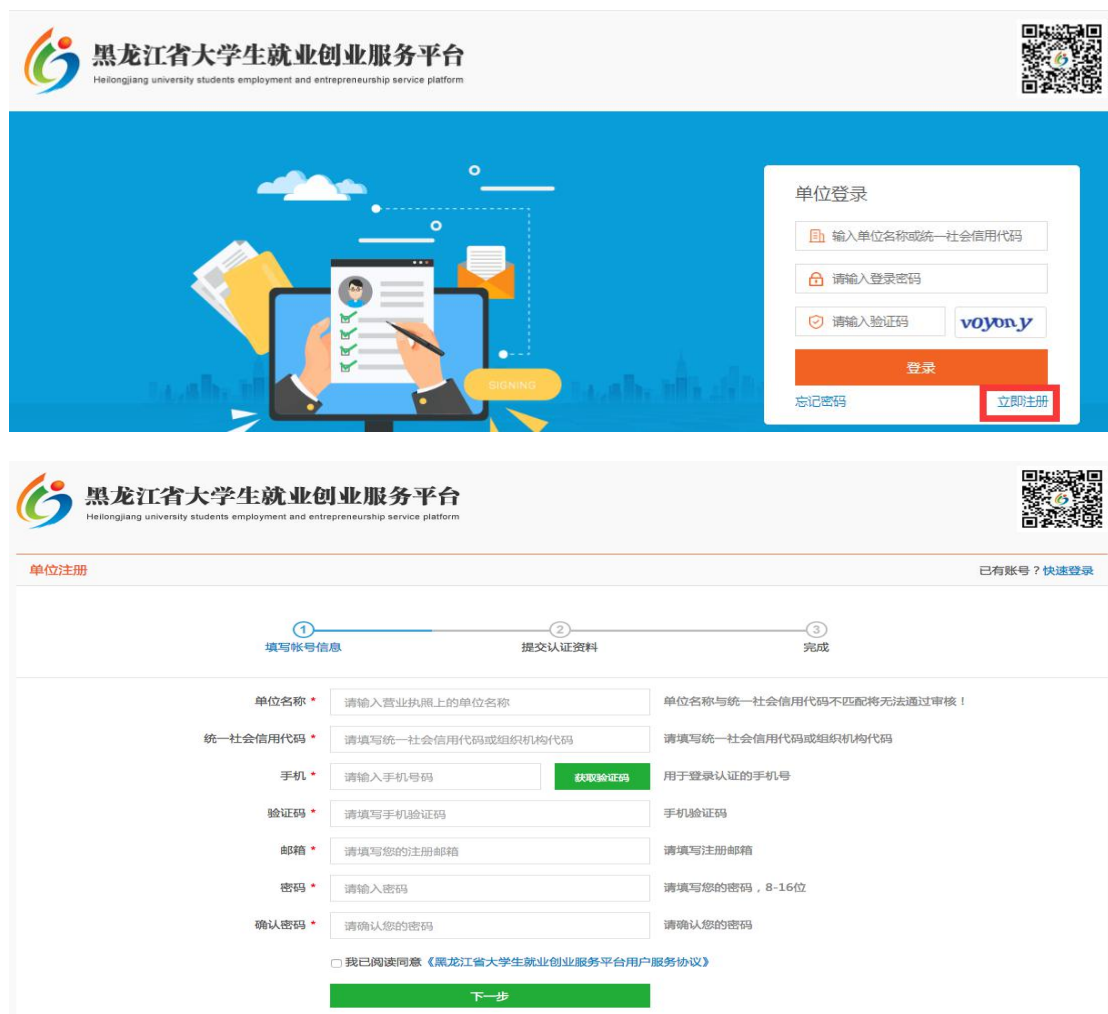 黑龙江省大学生就业创业服务平台
Heilongjiang university students employment and entrepreneurship service platform
单位登录
输入单位名称或统一社会信用代码
请输入登录密码
请输入验证码 voyony
登录
忘记密码 立即注册
SIGNING
黑龙江省大学生就业创业服务平台
Heilongjiang university students employment and entrepreneurship service platform
单位注册 已有账号？快速登录
1 2 3
填写帐号信息 提交认证资料 完成
单位名称 * 请输入营业执照上的单位名称 单位名称与统一社会信用代码不匹配将无法通过审核！
统一社会信用代码 * 请填写统一社会信用代码或组织机构代码 请填写统一社会信用代码或组织机构代码
手机 * 请输入手机号码 获取验证码 用于登录认证的手机号
验证码 * 请填写手机验证码 手机验证码
邮箱 * 请填写您的注册邮箱 请填写注册邮箱
密码 * 请输入密码 请填写您的密码，8-16位
确认密码 * 请确认您的密码 请确认您的密码
我已阅读同意《黑龙江省大学生就业创业服务平台用户服务协议》
下一步